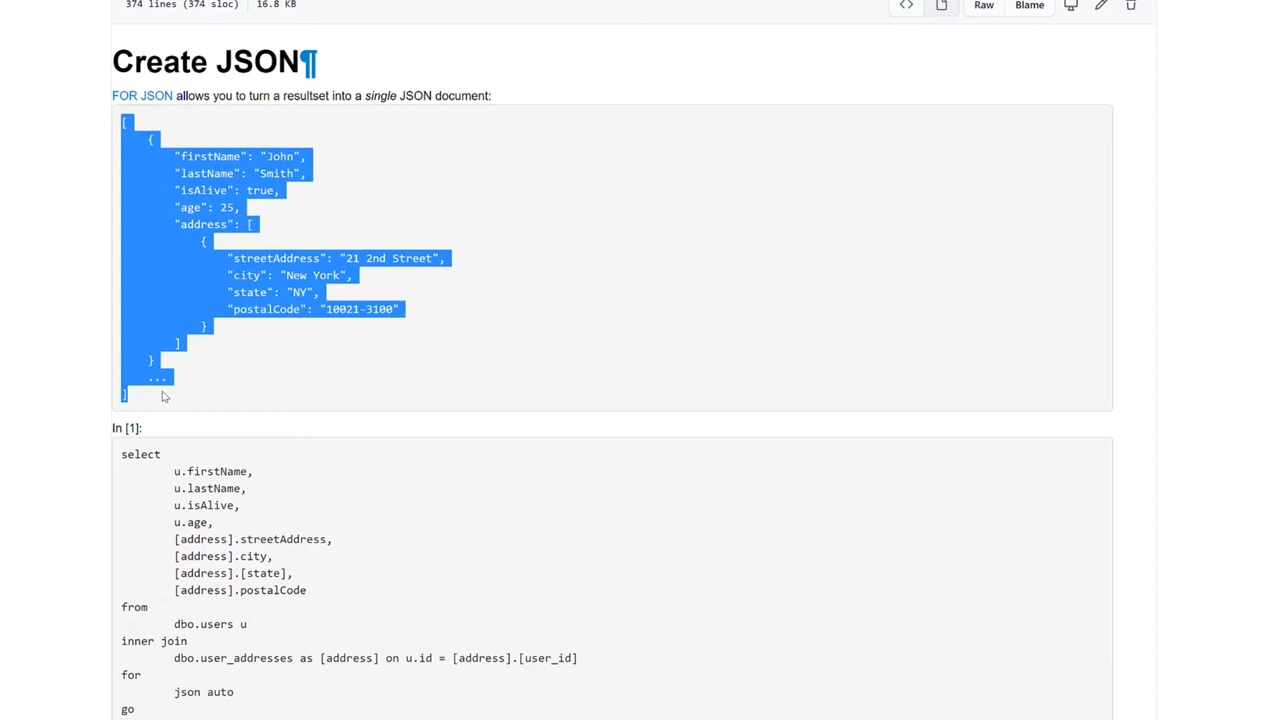 374 lines (374 sloc) 16.8 KB
Raw Blame
Create JSON¶
FOR JSON allows you to turn a resultset into a single JSON document:
[
    {
        "firstName": "John",
        "lastName": "Smith",
        "isAlive": true,
        "age": 25,
        "address": [
            {
                "streetAddress": "21 2nd Street",
                "city": "New York",
                "state": "NY",
                "postalCode": "10021-3100"
            }
        ]
    }
    ...
]
In [1]:
select
        u.firstName,
        u.lastName,
        u.isAlive,
        u.age,
        [address].streetAddress,
        [address].city,
        [address].[state],
        [address].postalCode
from
        dbo.users u
inner join
        dbo.user_addresses as [address] on u.id = [address].[user_id]
for
        json auto
go